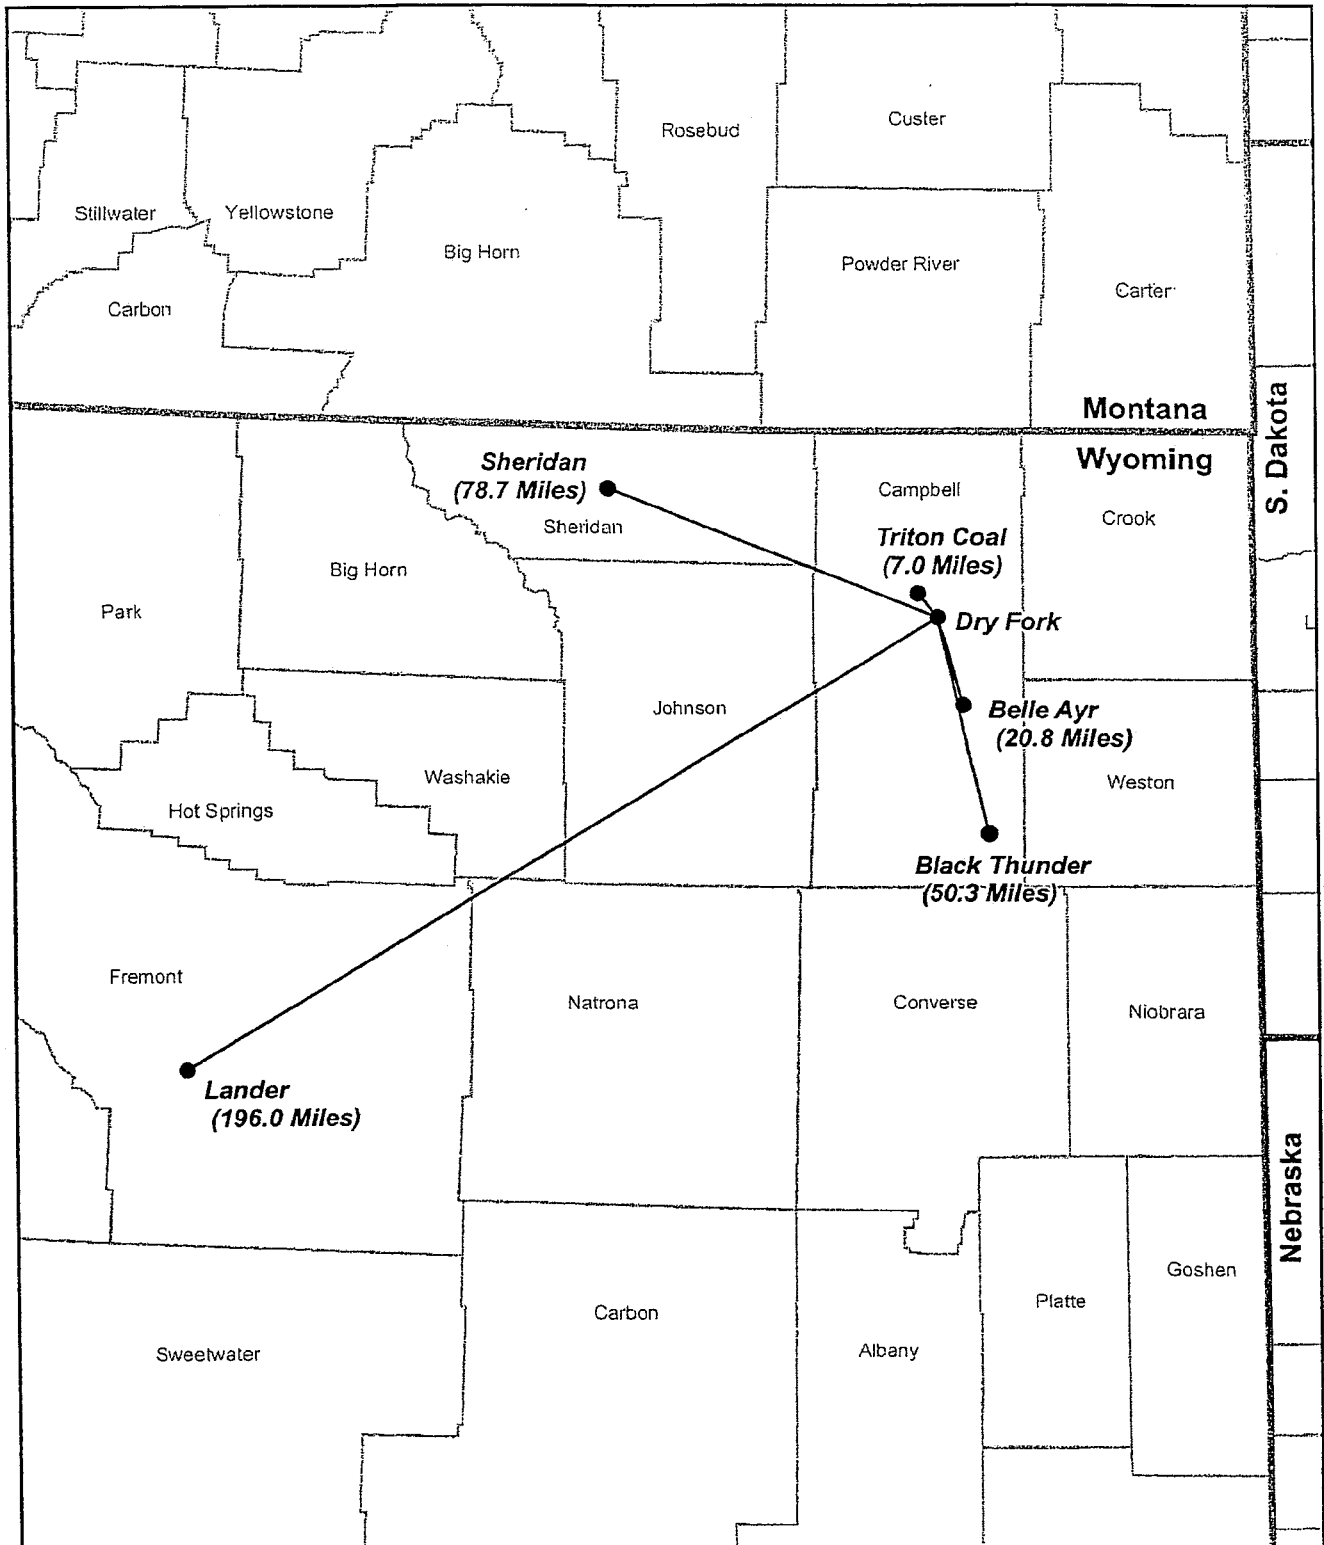 Rosebud
Custer
Stillwater
Yellowstone
Big Horn
Powder River
Carter
Carbon
Montana
S. Dakota
Wyoming
Sheridan
(78.7 Miles)
Sheridan
Campbell
Crook
Triton Coal
(7.0 Miles)
Big Horn
Park
Dry Fork
Johnson
Belle Ayr
(20.8 Miles)
Washakie
Weston
Hot Springs
Black Thunder
(50.3 Miles)
Fremont
Natrona
Converse
Niobrara
Lander
(196.0 Miles)
Nebraska
Goshen
Platte
Carbon
Albany
Sweetwater